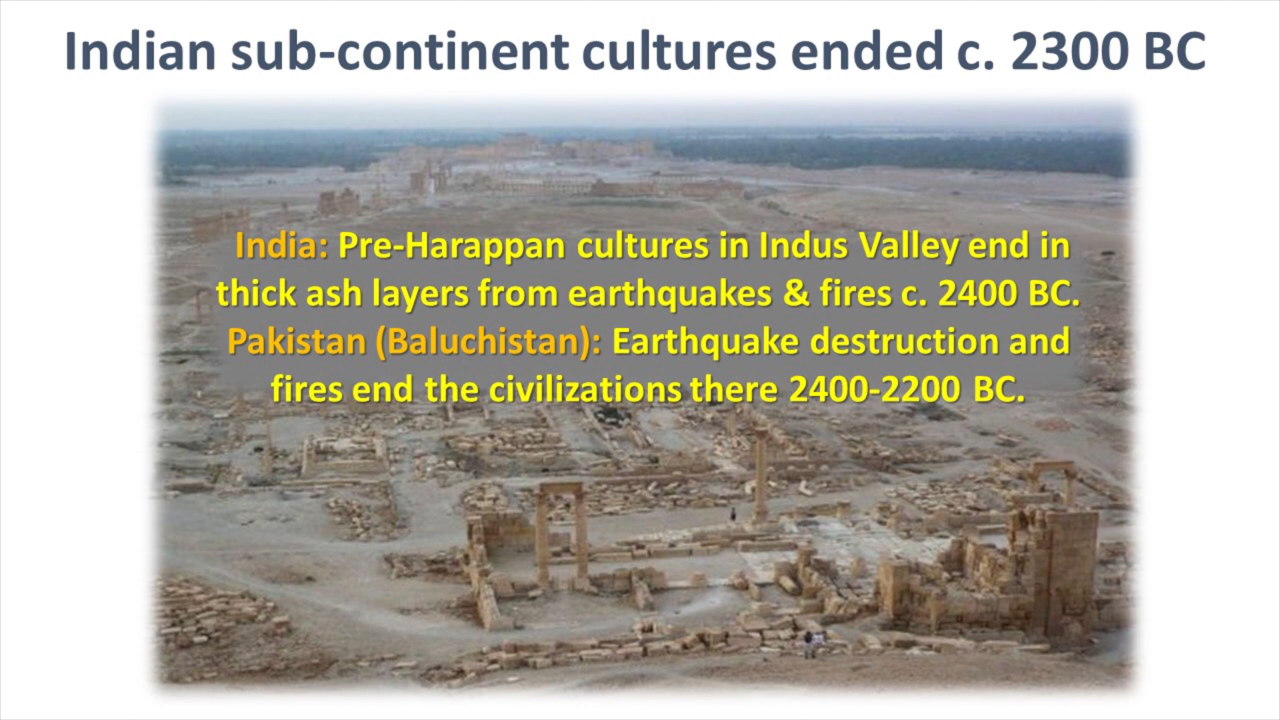 Indian sub-continent cultures ended c. 2300 BC
India: Pre-Harappan cultures in Indus Valley end in
thick ash layers from earthquakes & fires c. 2400 BC.
Pakistan (Baluchistan): Earthquake destruction and
fires end the civilizations there 2400-2200 BC.